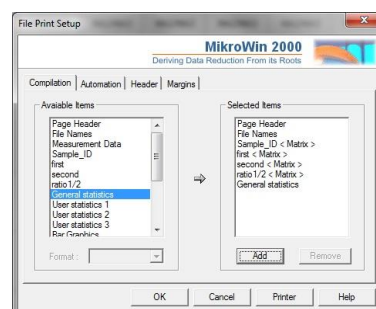 File Print Setup
MikroWin 2000
Deriving Data Reduction From its Roots
Compilation
Automation
Header
Margins
Avaiable Items
Page Header
File Names
Measurement Data
Sample_ID
first
second
ratio1/2
General statistics
User statistics 1
User statistics 2
User statistics 3
Bar Graphics
Format :
Selected Items
Page Header
File Names
Sample_ID < Matrix >
first < Matrix >
second < Matrix >
ratio1/2 < Matrix >
General statistics
Add
Remove
OK
Cancel
Printer
Help